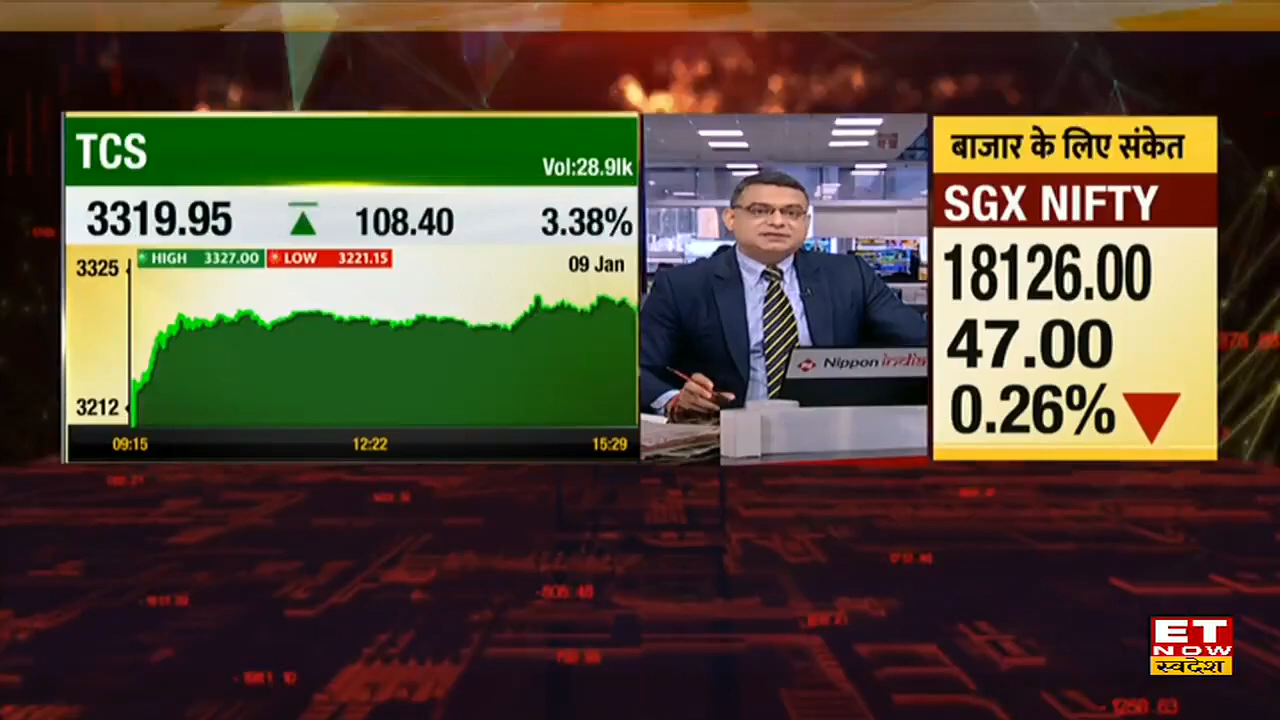 TCS
Vol:28.9lk
3319.95 108.40 3.38%
HIGH 3327.00 LOW 3221.15
09 Jan
3325
3212
09:15 12:22 15:29
Nippon india
बाजार के लिए संकेत
SGX NIFTY
18126.00
47.00
0.26%
ET
NOW
स्वदेश